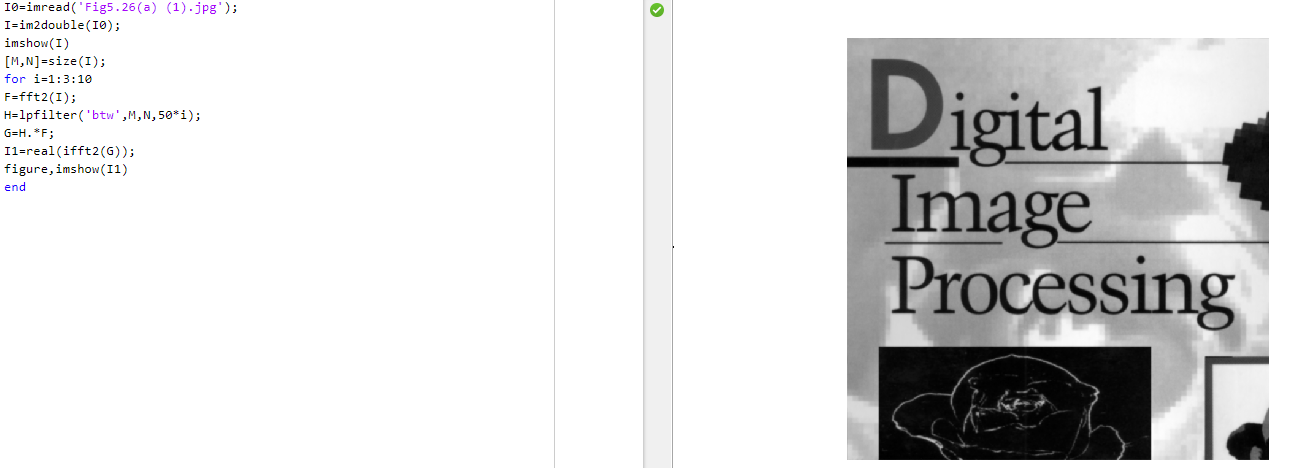 I0=imread('Fig5.26(a) (1).jpg');
I=im2double(I0);
imshow(I)
[M,N]=size(I);
for i=1:3:10
F=fft2(I);
H=lpfilter('btw',M,N,50*i);
G=H.*F;
I1=real(ifft2(G));
figure,imshow(I1)
end
Digital
Image
Processing